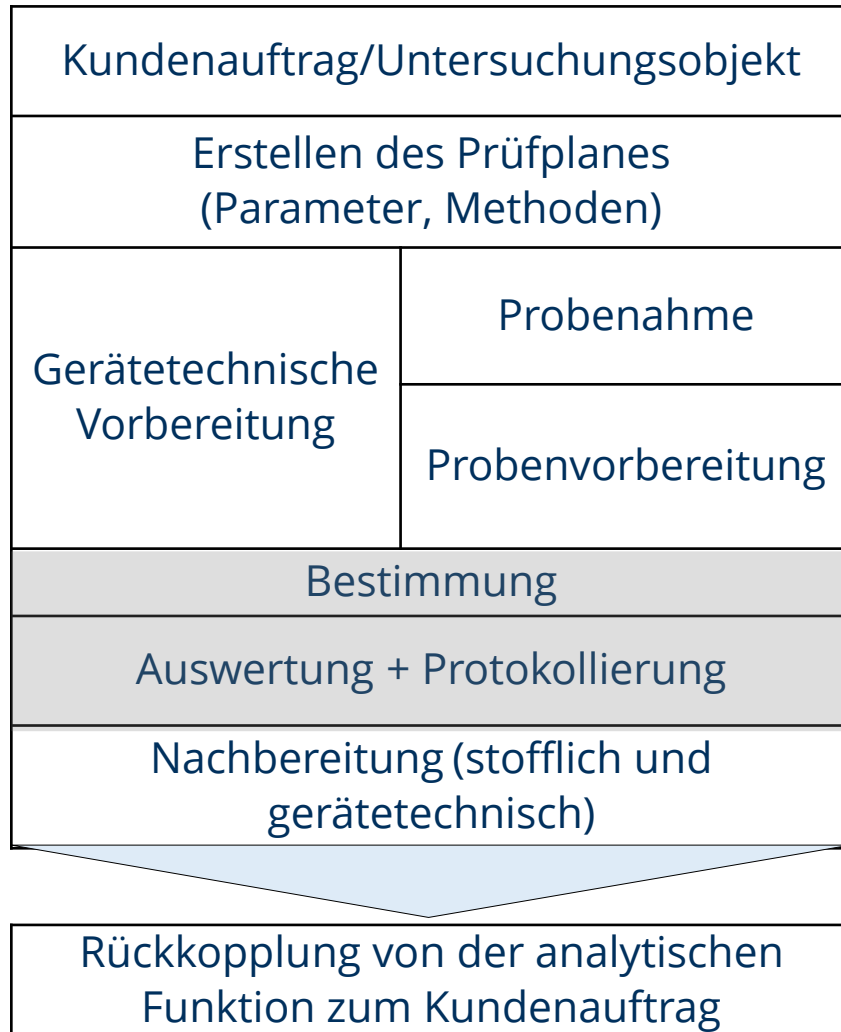 Kundenauftrag/Untersuchungsobjekt
Erstellen des Prüfplanes
(Parameter, Methoden)
Gerätetechnische
Vorbereitung
Probenahme
Probenvorbereitung
Bestimmung
Auswertung + Protokollierung
Nachbereitung (stofflich und
gerätetechnisch)
Rückkopplung von der analytischen
Funktion zum Kundenauftrag